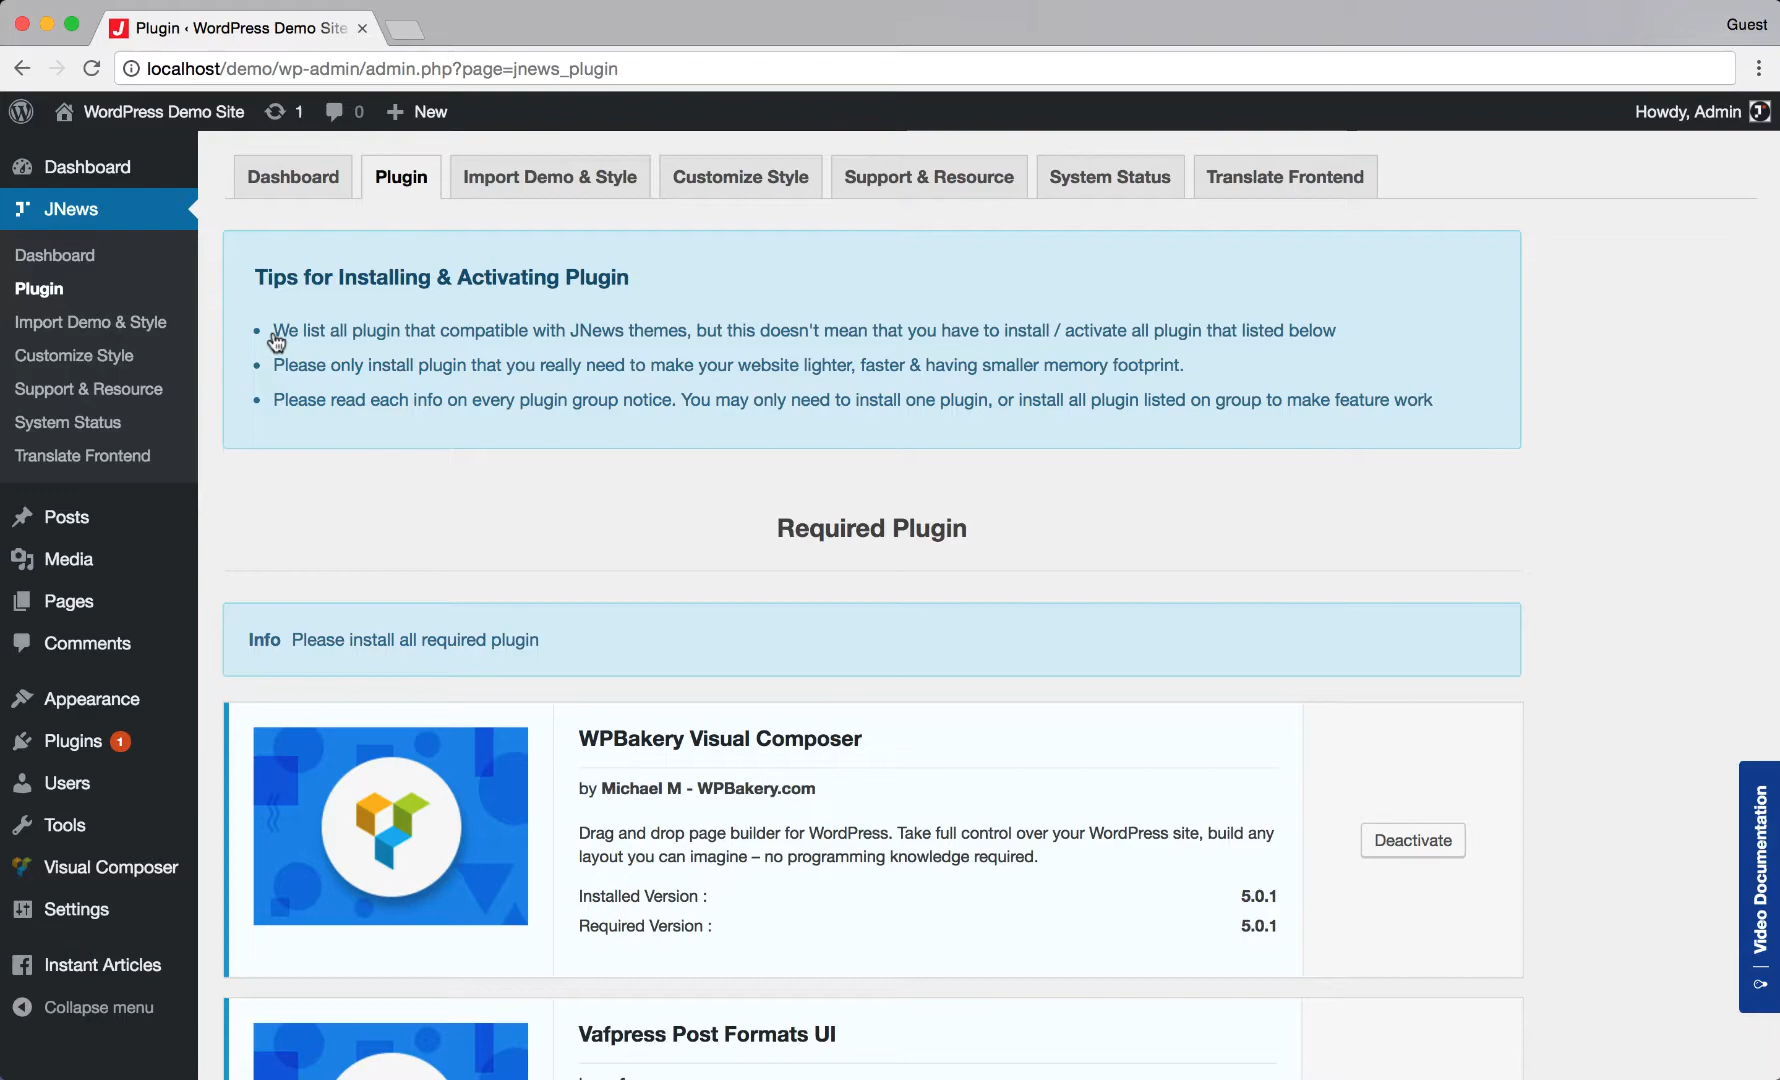 Plugin ‹ WordPress Demo Site
Guest
localhost/demo/wp-admin/admin.php?page=jnews_plugin
WordPress Demo Site
1
0
New
Howdy, Admin
Dashboard
JNews
Dashboard
Plugin
Import Demo & Style
Customize Style
Support & Resource
System Status
Translate Frontend
Posts
Media
Pages
Comments
Appearance
Plugins 1
Users
Tools
Visual Composer
Settings
Instant Articles
Collapse menu
Dashboard
Plugin
Import Demo & Style
Customize Style
Support & Resource
System Status
Translate Frontend
Tips for Installing & Activating Plugin
We list all plugin that compatible with JNews themes, but this doesn't mean that you have to install / activate all plugin that listed below
Please only install plugin that you really need to make your website lighter, faster & having smaller memory footprint.
Please read each info on every plugin group notice. You may only need to install one plugin, or install all plugin listed on group to make feature work
Required Plugin
Info Please install all required plugin
WPBakery Visual Composer
by Michael M - WPBakery.com
Drag and drop page builder for WordPress. Take full control over your WordPress site, build any
layout you can imagine – no programming knowledge required.
Installed Version : 5.0.1
Required Version : 5.0.1
Deactivate
Vafpress Post Formats UI
Video Documentation